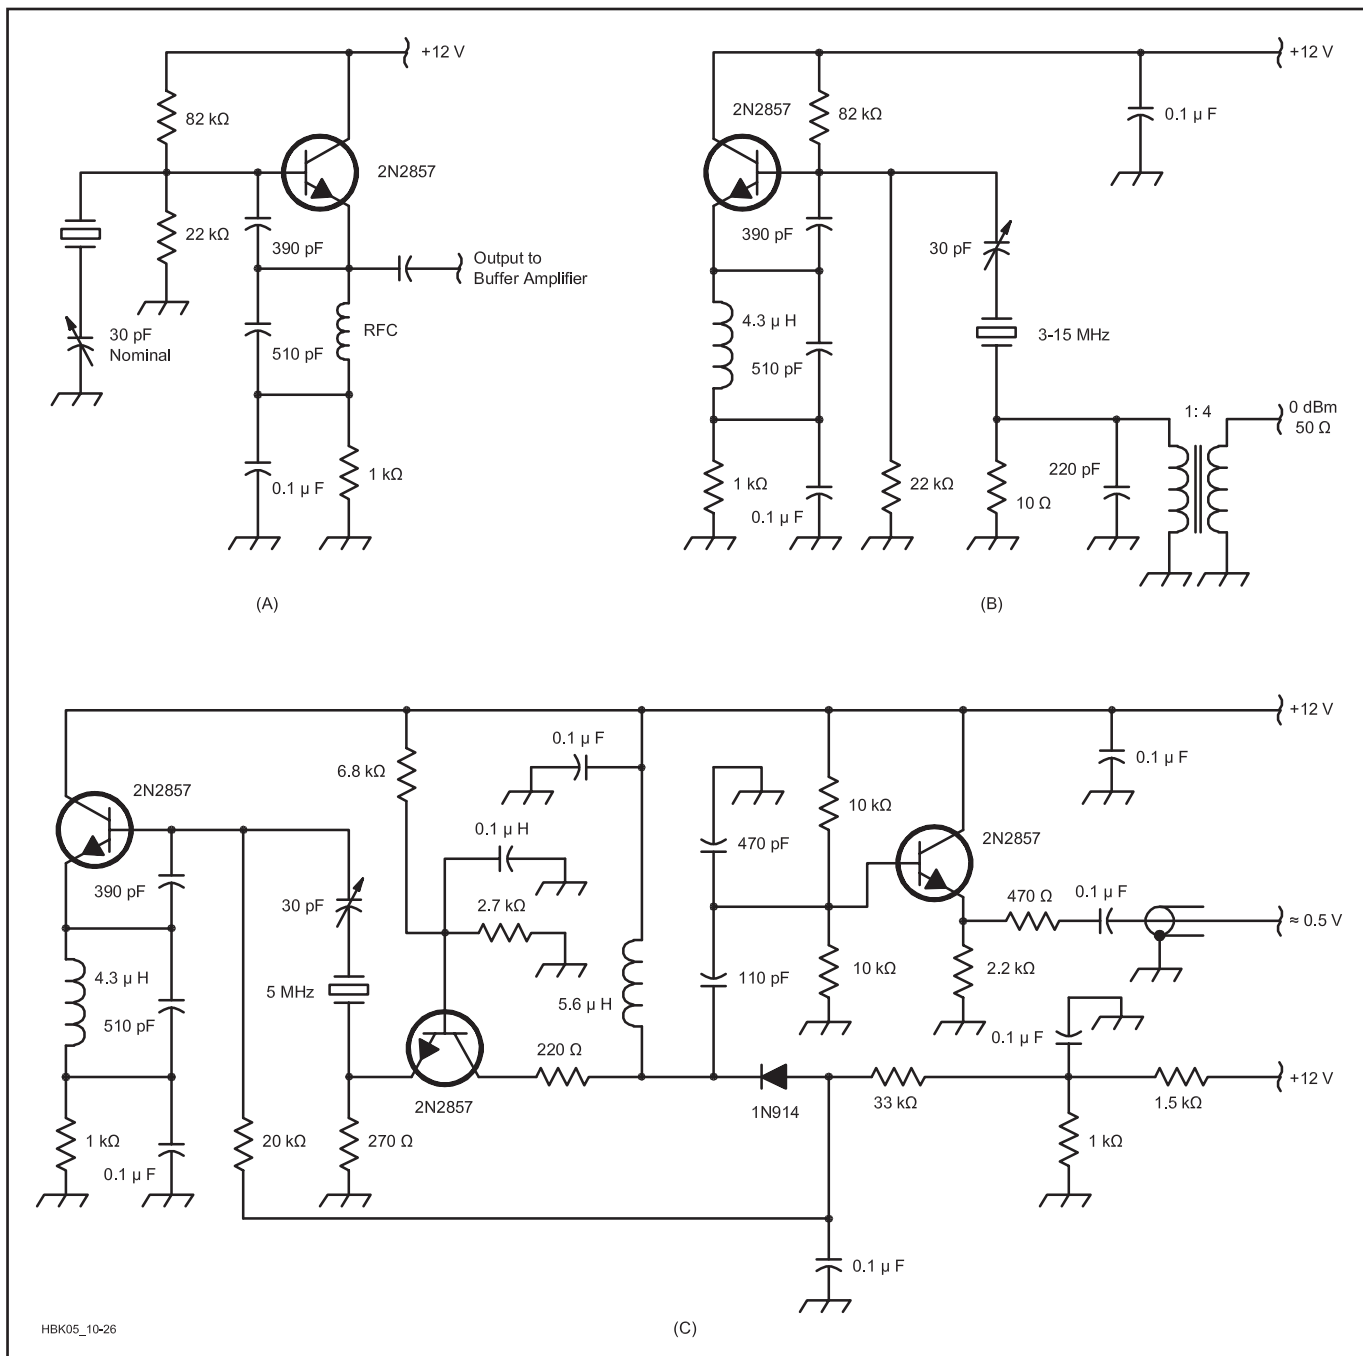 +12 V
82 kΩ
2N2857
22 kΩ
390 pF
Output to
Buffer Amplifier
30 pF
Nominal
510 pF
RFC
0.1 µ F
1 kΩ
(A)
+12 V
2N2857
82 kΩ
0.1 µ F
390 pF
30 pF
4.3 µ H
510 pF
3-15 MHz
1: 4
0 dBm
50 Ω
1 kΩ
0.1 µ F
22 kΩ
10 Ω
220 pF
(B)
+12 V
0.1 µ F
6.8 kΩ
0.1 µ F
2N2857
10 kΩ
0.1 µ H
470 pF
2N2857
390 pF
30 pF
2.7 kΩ
470 Ω
0.1 µ F
≈ 0.5 V
4.3 µ H
510 pF
5 MHz
5.6 µ H
110 pF
10 kΩ
2.2 kΩ
0.1 µ F
220 Ω
+12 V
2N2857
1N914
33 kΩ
1.5 kΩ
1 kΩ
0.1 µ F
20 kΩ
270 Ω
1 kΩ
0.1 µ F
HBK05_10-26
(C)